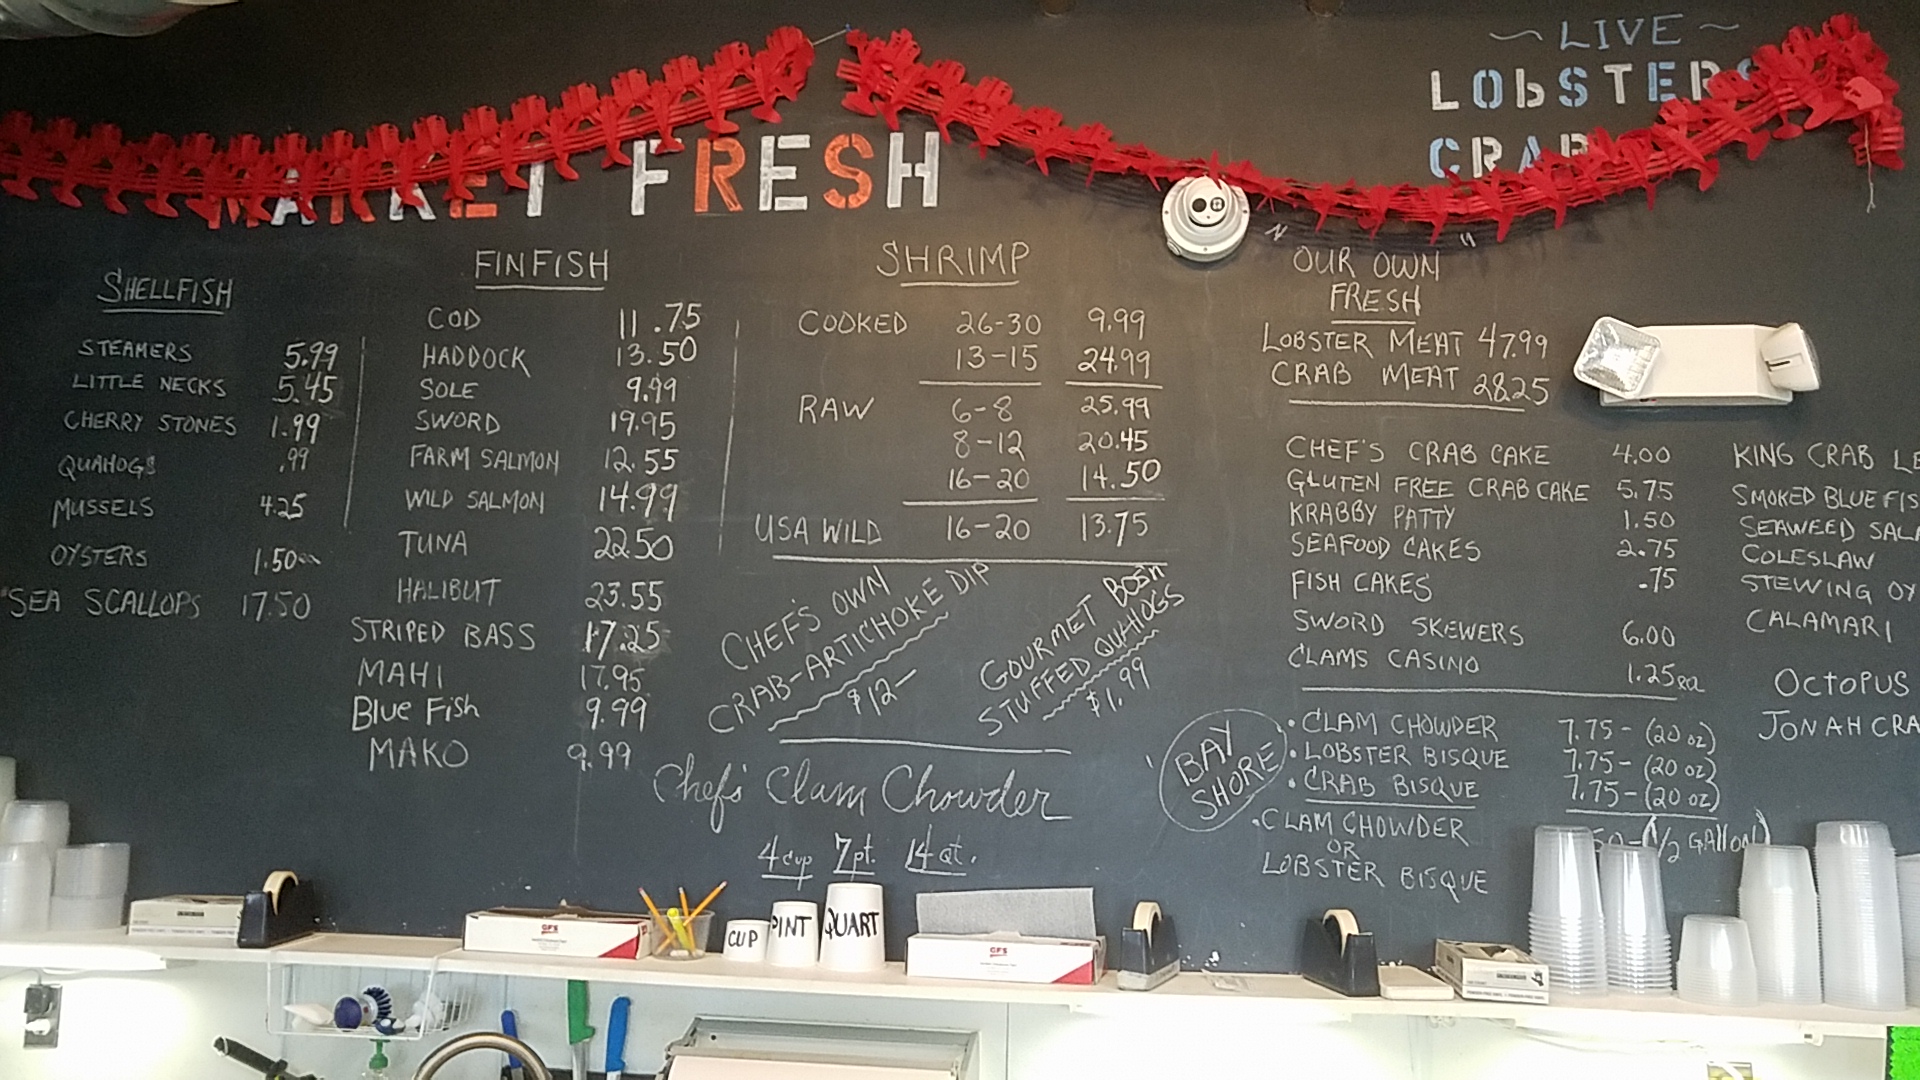 ~ LIVE ~
LOBSTERS
CRAB
MARKET FRESH
SHELLFISH
STEAMERS 5.99
LITTLE NECKS 5.45
CHERRY STONES 1.99
QUAHOGS .99
MUSSELS 4.25
OYSTERS 1.50ea
SEA SCALLOPS 17.50
FINFISH
COD 11.75
HADDOCK 13.50
SOLE 9.99
SWORD 19.95
FARM SALMON 12.55
WILD SALMON 14.99
TUNA 22.50
HALIBUT 23.55
STRIPED BASS 17.25
MAHI 17.95
Blue Fish 9.99
MAKO 9.99
SHRIMP
COOKED 26-30 9.99
13-15 24.99
RAW 6-8 25.99
8-12 20.45
16-20 14.50
USA WILD 16-20 13.75
CHEF'S OWN
CRAB-ARTICHOKE DIP
$12-
GOURMET
STUFFED QUAHOGS
$1.99
Chef's Clam Chowder
4 cup 7 pt. 14 qt.
"OUR OWN"
FRESH
LOBSTER MEAT 47.99
CRAB MEAT 28.25
CHEF'S CRAB CAKE 4.00
GLUTEN FREE CRAB CAKE 5.75
KRABBY PATTY 1.50
SEAFOOD CAKES 2.75
FISH CAKES .75
SWORD SKEWERS 6.00
CLAMS CASINO 1.25ea
BAY
SHORE
• CLAM CHOWDER 7.75-(20 oz)
• LOBSTER BISQUE 7.75-(20 oz)
• CRAB BISQUE 7.75-(20 oz)
• CLAM CHOWDER
OR
LOBSTER BISQUE
50-(1/2 GALLON)
KING CRAB LE
SMOKED BLUE FIS
SEAWEED SALA
COLESLAW
STEWING OY
CALAMARI
OCTOPUS
JONAH CRA
CUP
PINT
QUART
GFS
GFS